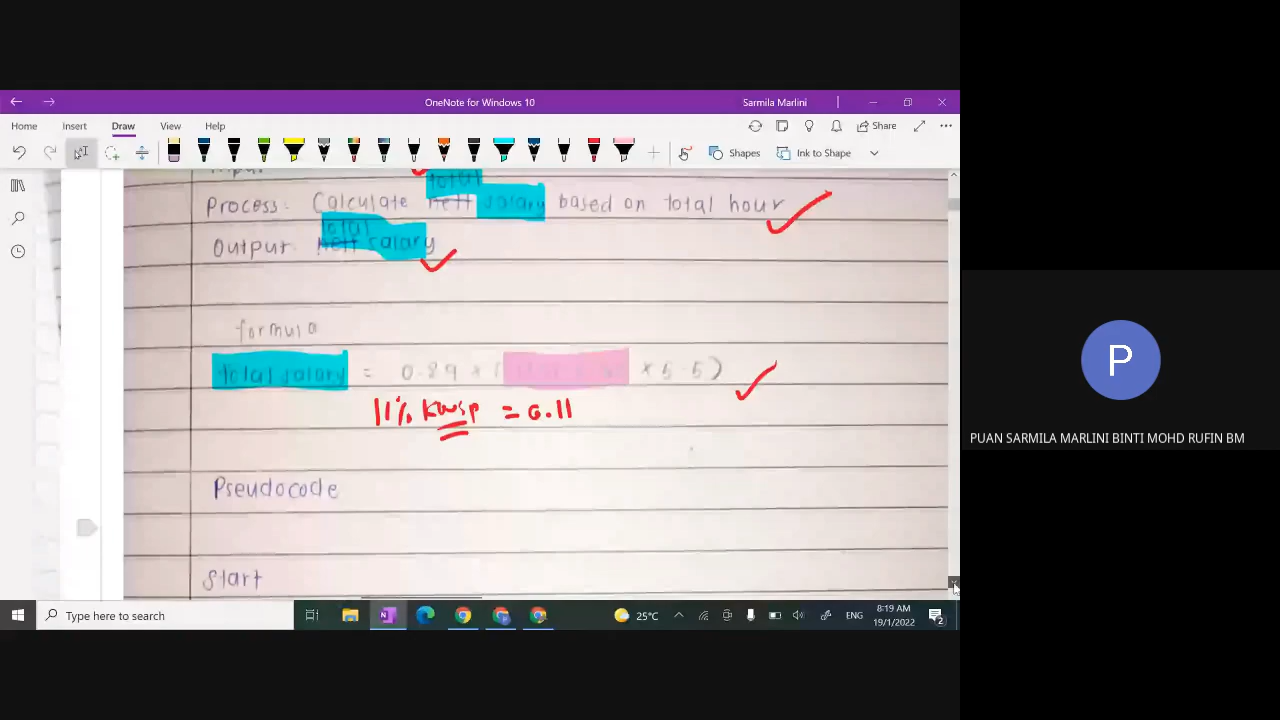 OneNote for Windows 10
Sarmila Marlini
Home Insert Draw View Help
Share
Shapes
Ink to Shape
total
Process: Calculate nett salary based on total hour
total
Output: nett salary
formula
total salary = 0.89 × ( × 5.5)
11% kwsp = 0.11
Pseudocode
Start
P
PUAN SARMILA MARLINI BINTI MOHD RUFIN BM
Type here to search
25°C
ENG
8:19 AM
19/1/2022
2